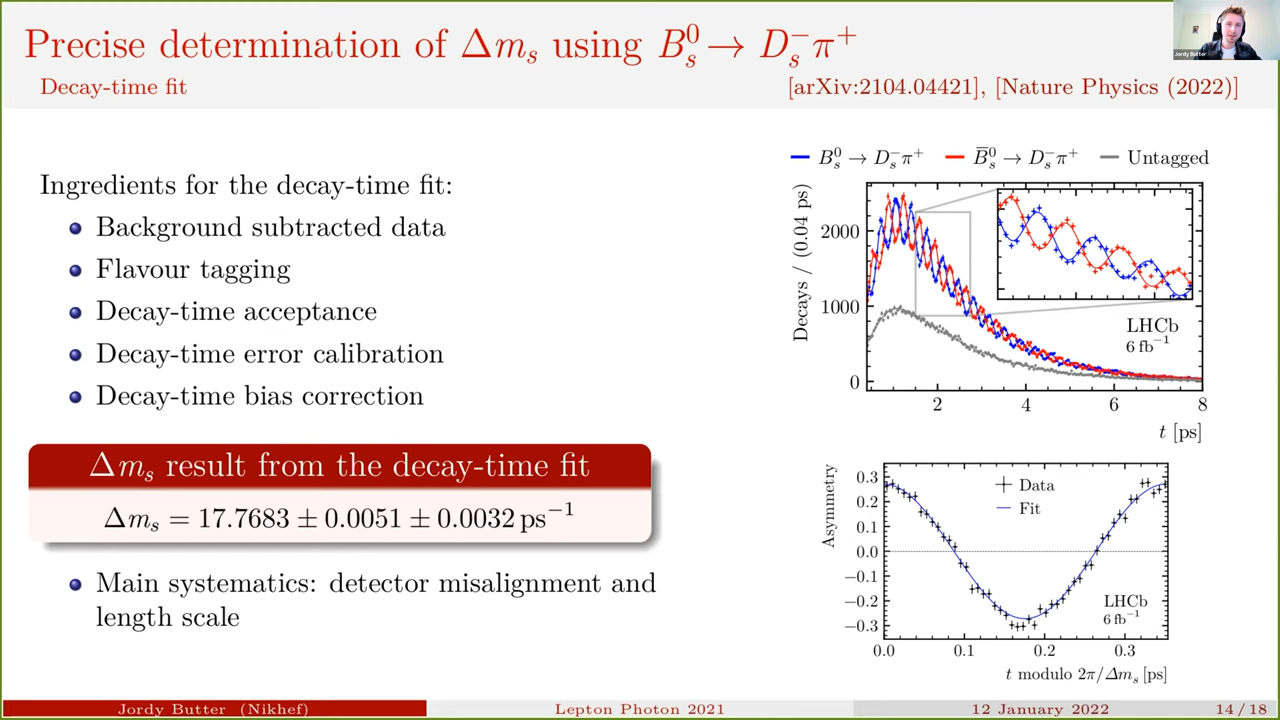 Precise determination of Δm_s using B_s^0 → D_s^- π^+
Decay-time fit
[arXiv:2104.04421], [Nature Physics (2022)]
Jordy Butter
Ingredients for the decay-time fit:
Background subtracted data
Flavour tagging
Decay-time acceptance
Decay-time error calibration
Decay-time bias correction
Δm_s result from the decay-time fit
Δm_s = 17.7683 ± 0.0051 ± 0.0032 ps⁻¹
Main systematics: detector misalignment and
length scale
B_s^0 → D_s^- π^+ B̅_s^0 → D_s^- π^+ Untagged
Decays / (0.04 ps)
2000
1000
0
LHCb
6 fb⁻¹
2 4 6 8
t [ps]
Asymmetry
0.3
0.2
0.1
0.0
−0.1
−0.2
−0.3
Data
Fit
LHCb
6 fb⁻¹
0.0 0.1 0.2 0.3
t modulo 2π/Δm_s [ps]
Jordy Butter (Nikhef) Lepton Photon 2021 12 January 2022 14 / 18